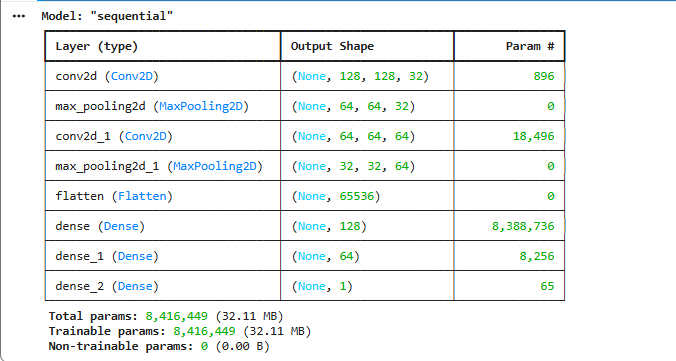 ••• Model: "sequential"
Layer (type) Output Shape Param #
conv2d (Conv2D) (None, 128, 128, 32) 896
max_pooling2d (MaxPooling2D) (None, 64, 64, 32) 0
conv2d_1 (Conv2D) (None, 64, 64, 64) 18,496
max_pooling2d_1 (MaxPooling2D) (None, 32, 32, 64) 0
flatten (Flatten) (None, 65536) 0
dense (Dense) (None, 128) 8,388,736
dense_1 (Dense) (None, 64) 8,256
dense_2 (Dense) (None, 1) 65
Total params: 8,416,449 (32.11 MB)
Trainable params: 8,416,449 (32.11 MB)
Non-trainable params: 0 (0.00 B)